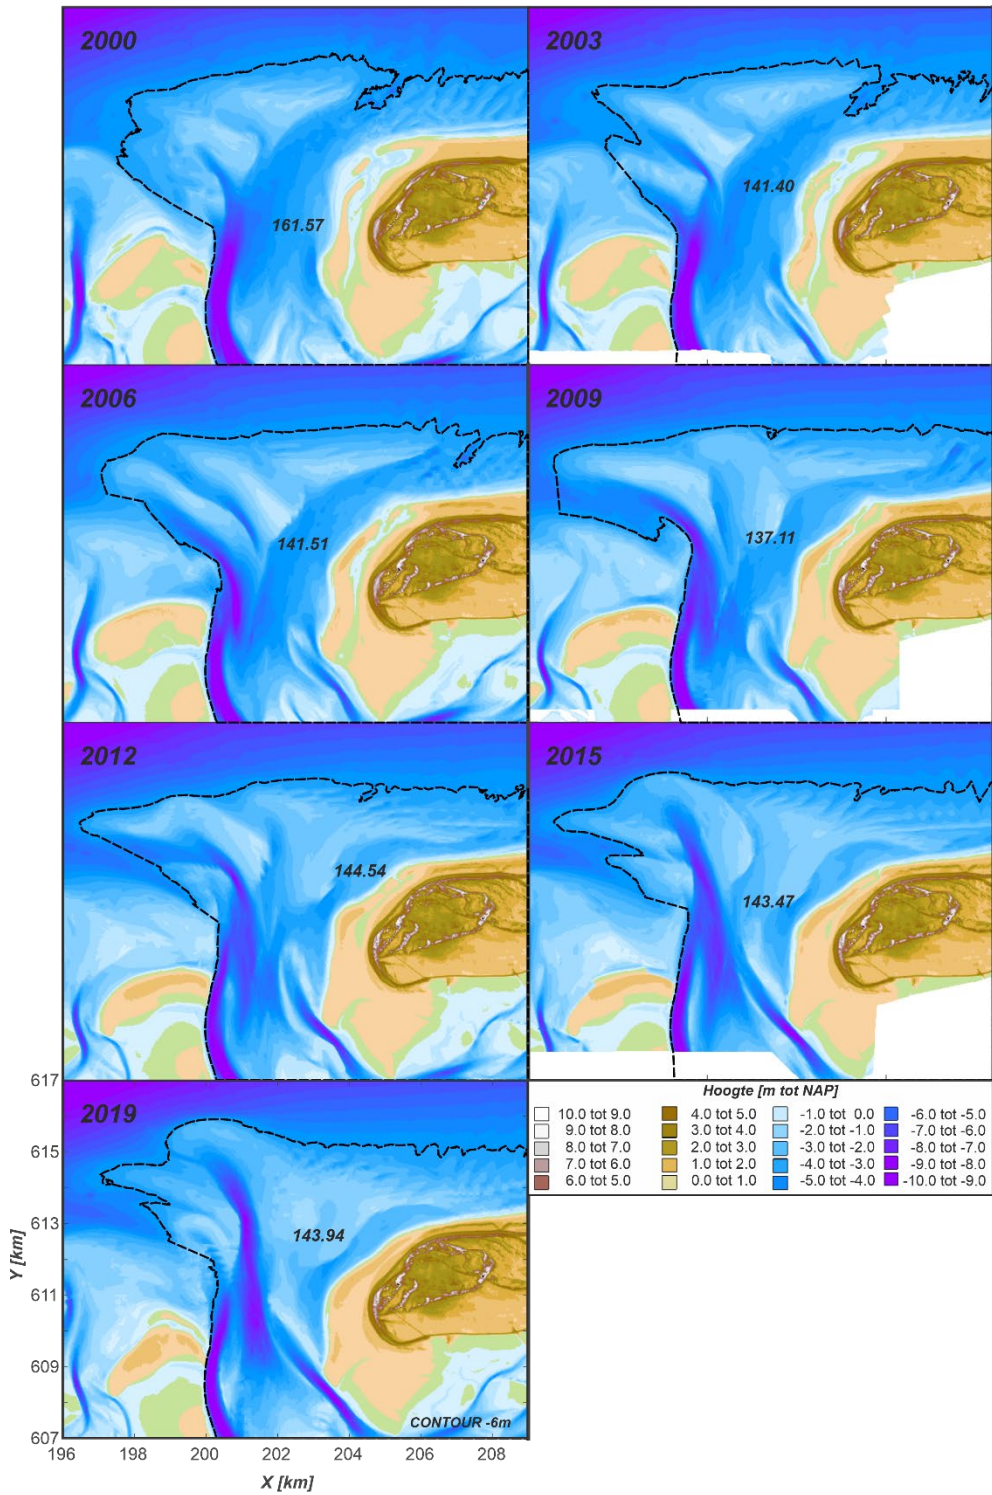 2000
161.57
2003
141.40
2006
141.51
2009
137.11
2012
144.54
2015
143.47
617
615
613
611
609
607
Y [km]
2019
143.94
CONTOUR -6m
196 198 200 202 204 206 208
X [km]
Hoogte [m tot NAP]
10.0 tot 9.0 4.0 tot 5.0 -1.0 tot 0.0 -6.0 tot -5.0
9.0 tot 8.0 3.0 tot 4.0 -2.0 tot -1.0 -7.0 tot -6.0
8.0 tot 7.0 2.0 tot 3.0 -3.0 tot -2.0 -8.0 tot -7.0
7.0 tot 6.0 1.0 tot 2.0 -4.0 tot -3.0 -9.0 tot -8.0
6.0 tot 5.0 0.0 tot 1.0 -5.0 tot -4.0 -10.0 tot -9.0